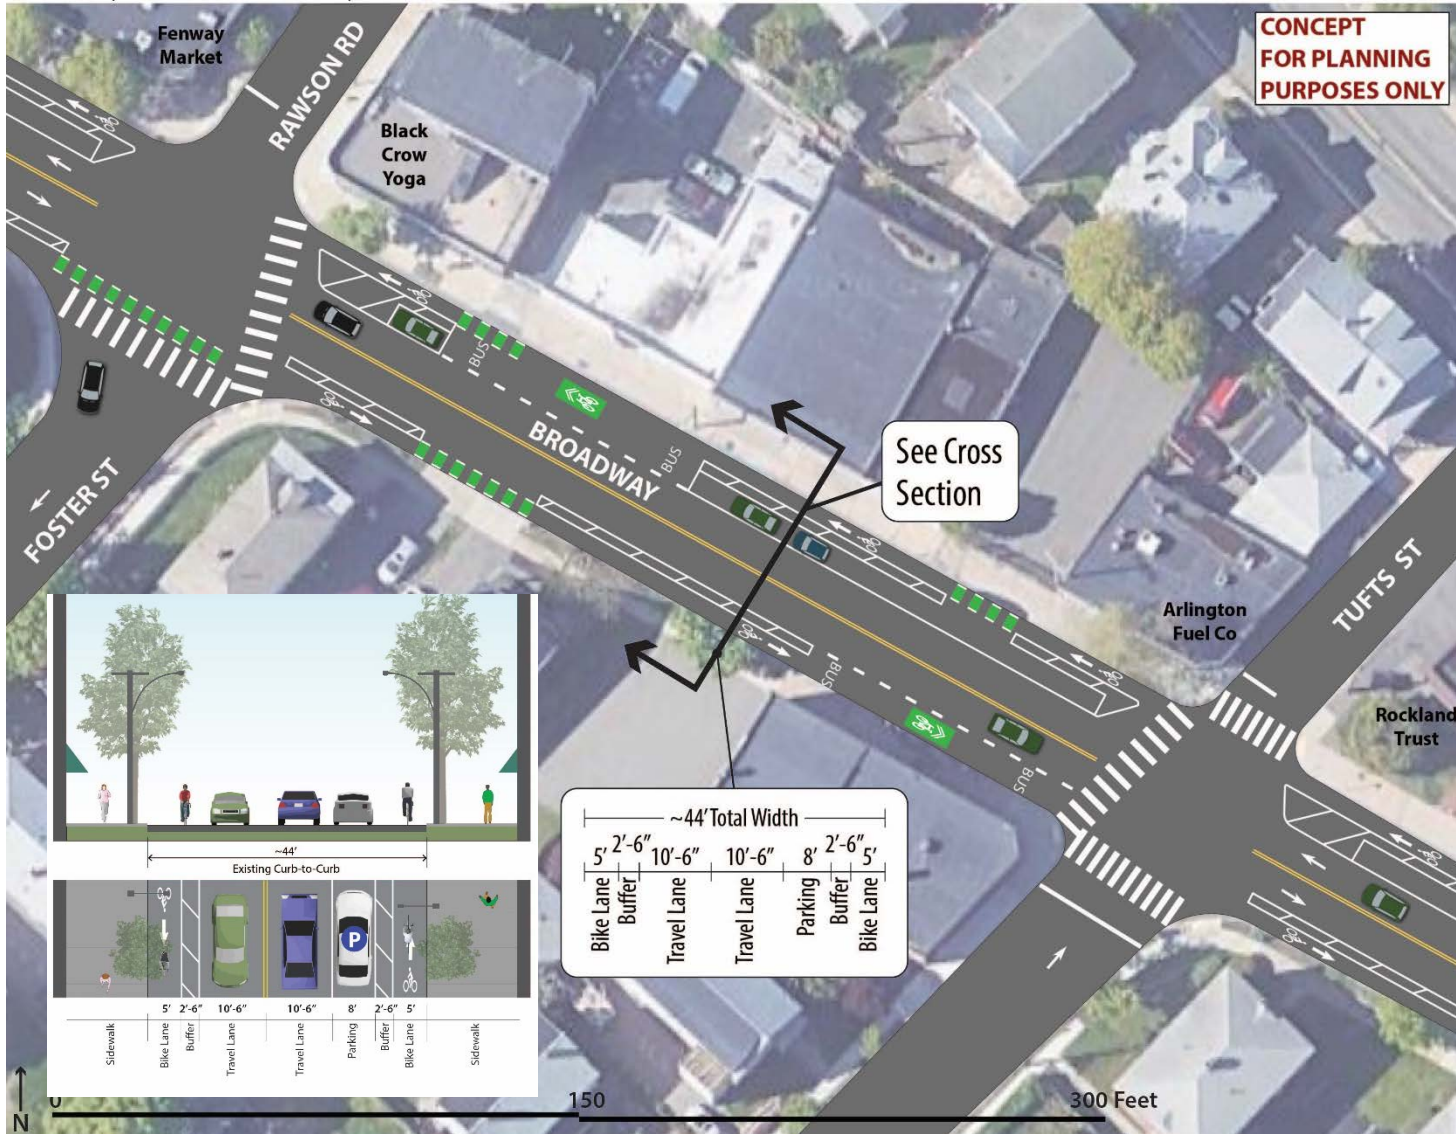 CONCEPT
FOR PLANNING
PURPOSES ONLY
Fenway
Market
RAWSON RD
Black
Crow
Yoga
BUS
BROADWAY
BUS
See Cross
Section
FOSTER ST
TUFTS ST
Arlington
Fuel Co
Rockland
Trust
BUS
BUS
~44' Total Width
5' 2'-6" 10'-6" 10'-6" 8' 2'-6" 5'
Bike Lane
Buffer
Travel Lane
Travel Lane
Parking
Buffer
Bike Lane
~44'
Existing Curb-to-Curb
P
5' 2'-6" 10'-6" 10'-6" 8' 2'-6" 5'
Sidewalk
Bike Lane
Buffer
Travel Lane
Travel Lane
Parking
Buffer
Bike Lane
Sidewalk
N
0 150 300 Feet